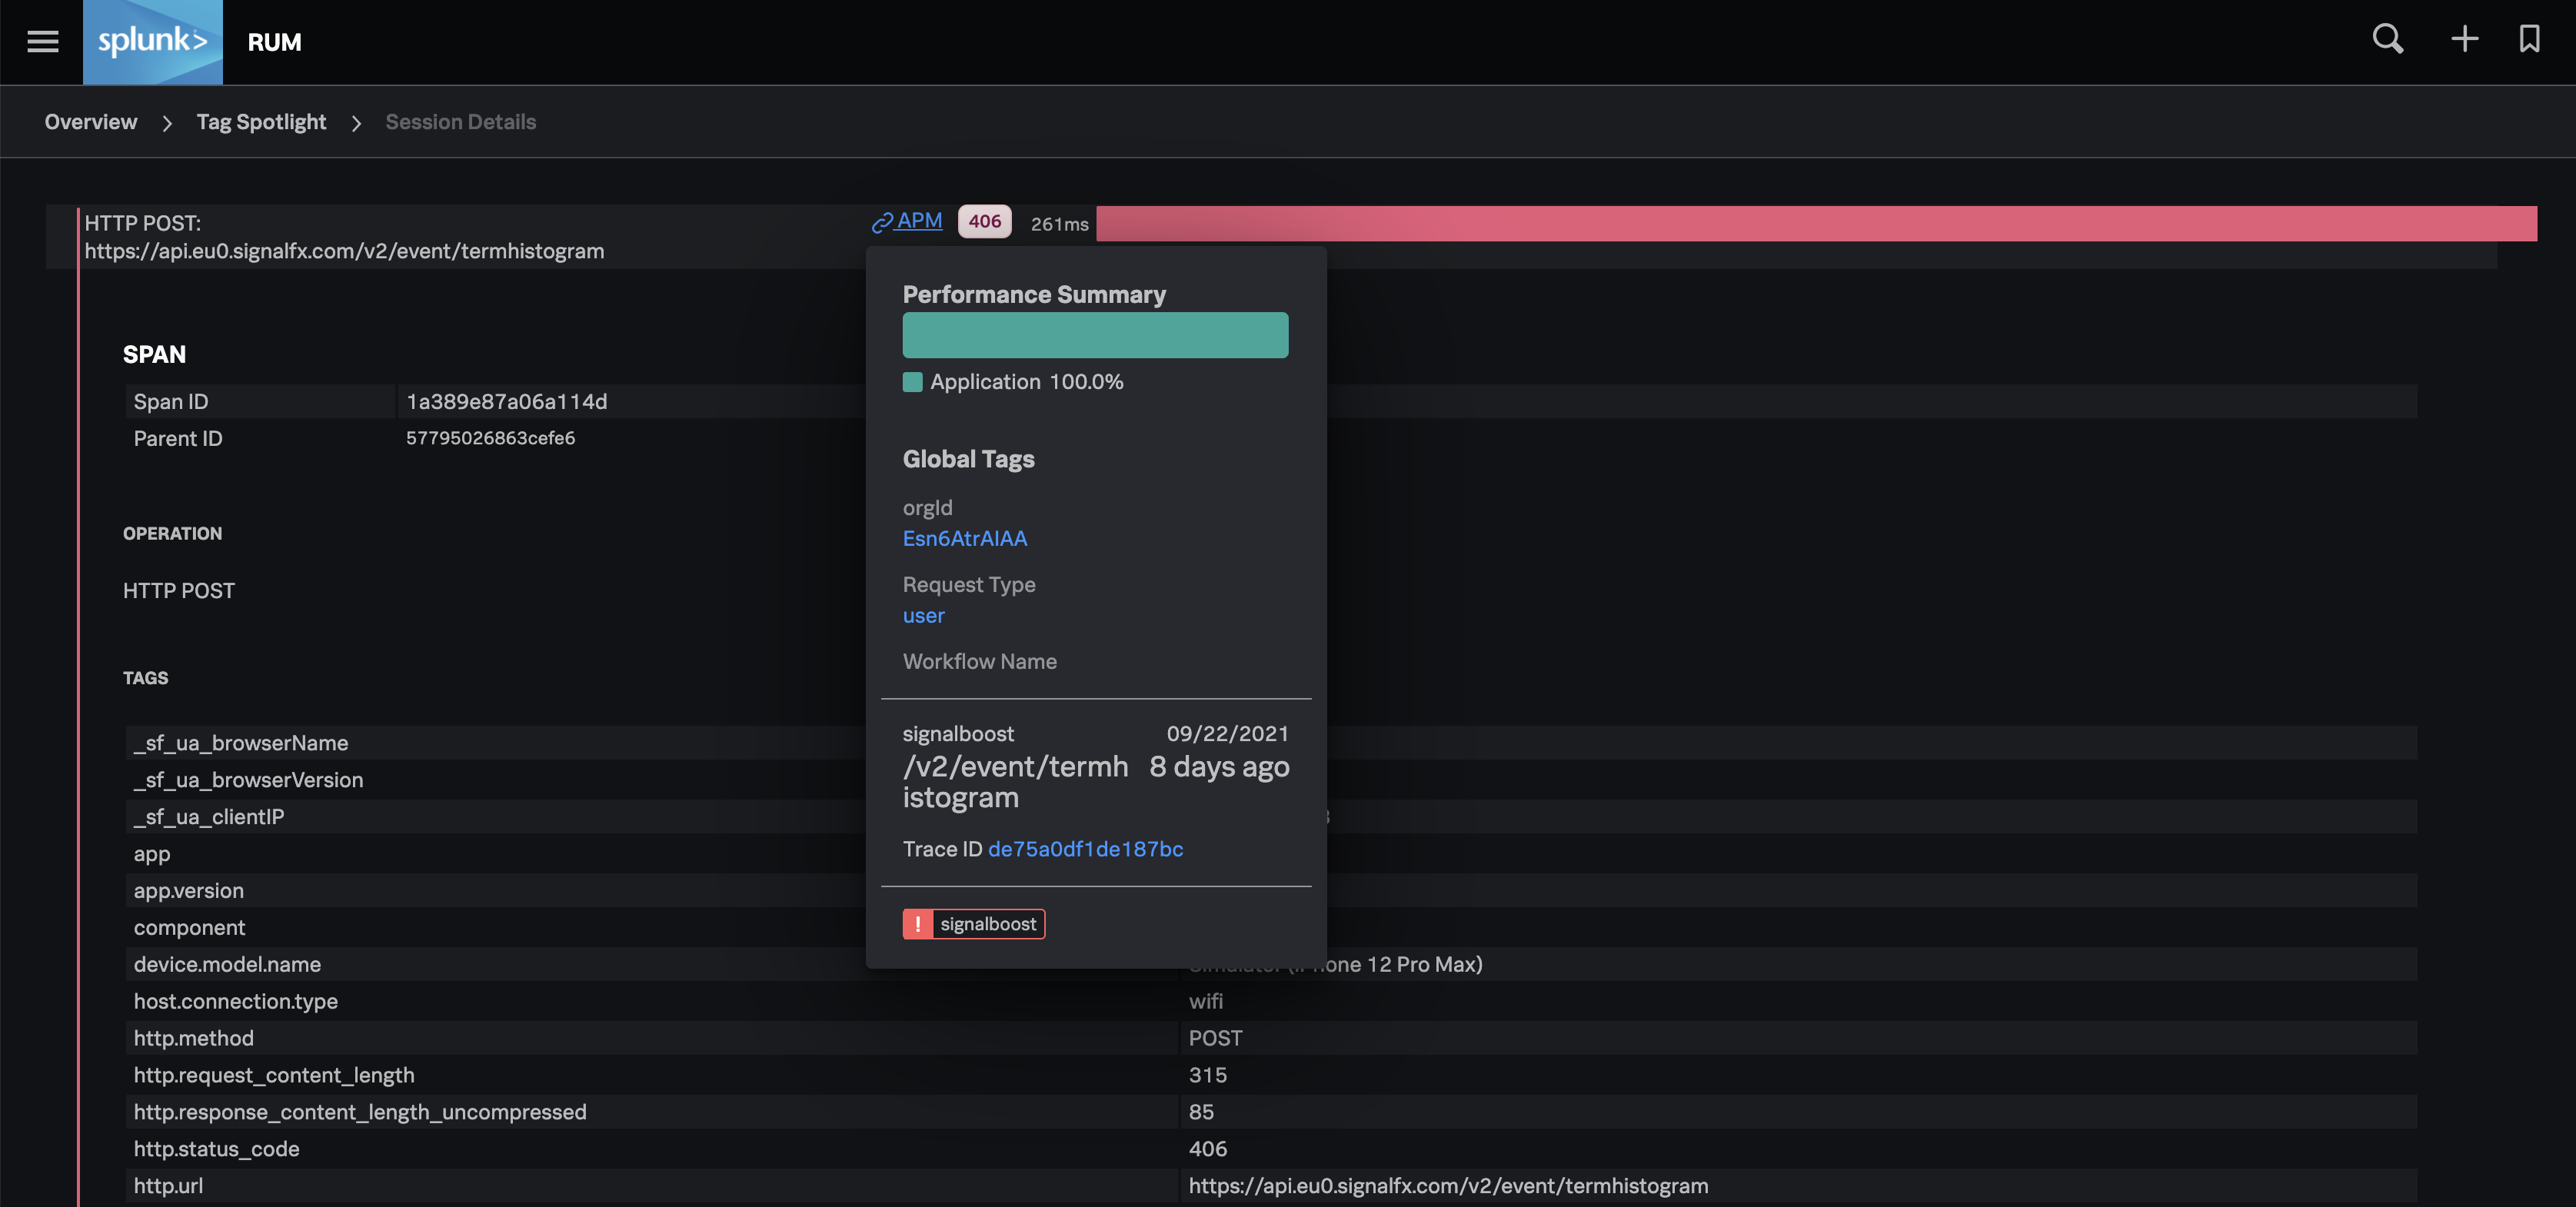 splunk> RUM
Overview > Tag Spotlight > Session Details
HTTP POST:
https://api.eu0.signalfx.com/v2/event/termhistogram
APM 406 261ms
Performance Summary
Application 100.0%
Global Tags
orgId
Esn6AtrAIAA
Request Type
user
Workflow Name
signalboost 09/22/2021
/v2/event/termh 8 days ago
istogram
Trace ID de75a0df1de187bc
! signalboost
SPAN
Span ID 1a389e87a06a114d
Parent ID 57795026863cefe6
OPERATION
HTTP POST
TAGS
_sf_ua_browserName
_sf_ua_browserVersion
_sf_ua_clientIP
app
app.version
component
device.model.name 12 Pro Max)
host.connection.type wifi
http.method POST
http.request_content_length 315
http.response_content_length_uncompressed 85
http.status_code 406
http.url https://api.eu0.signalfx.com/v2/event/termhistogram